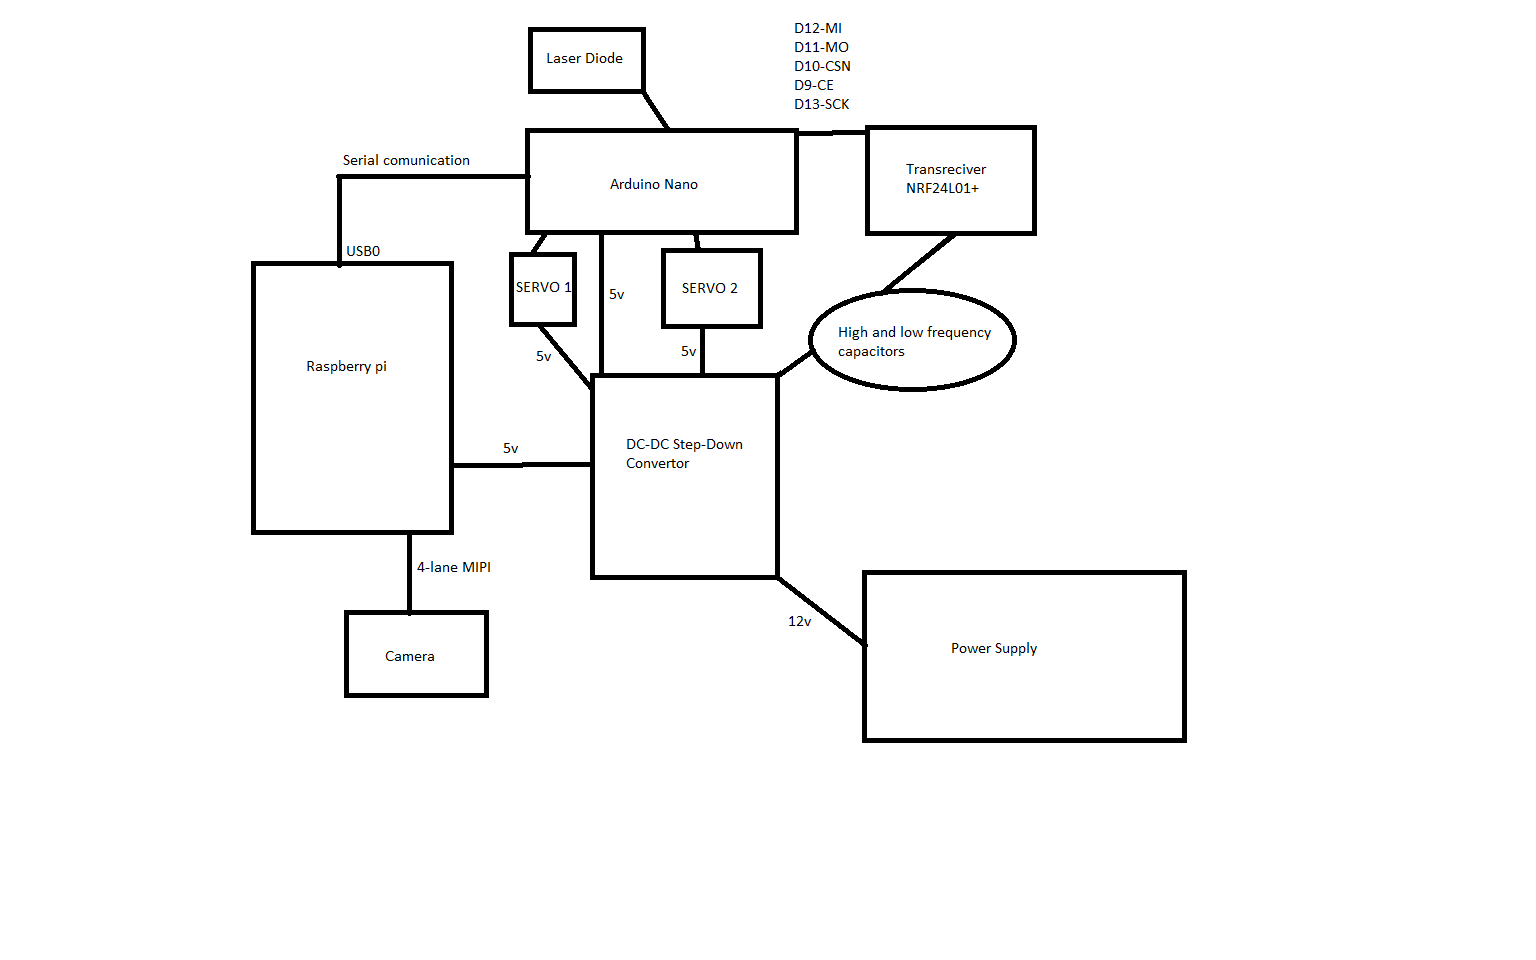 Laser Diode
D12-MI
D11-MO
D10-CSN
D9-CE
D13-SCK
Serial comunication
Arduino Nano
Transreciver
NRF24L01+
USB0
SERVO 1
5v
SERVO 2
High and low frequency
capacitors
5v
5v
Raspberry pi
5v
DC-DC Step-Down
Convertor
4-lane MIPI
12v
Camera
Power Supply